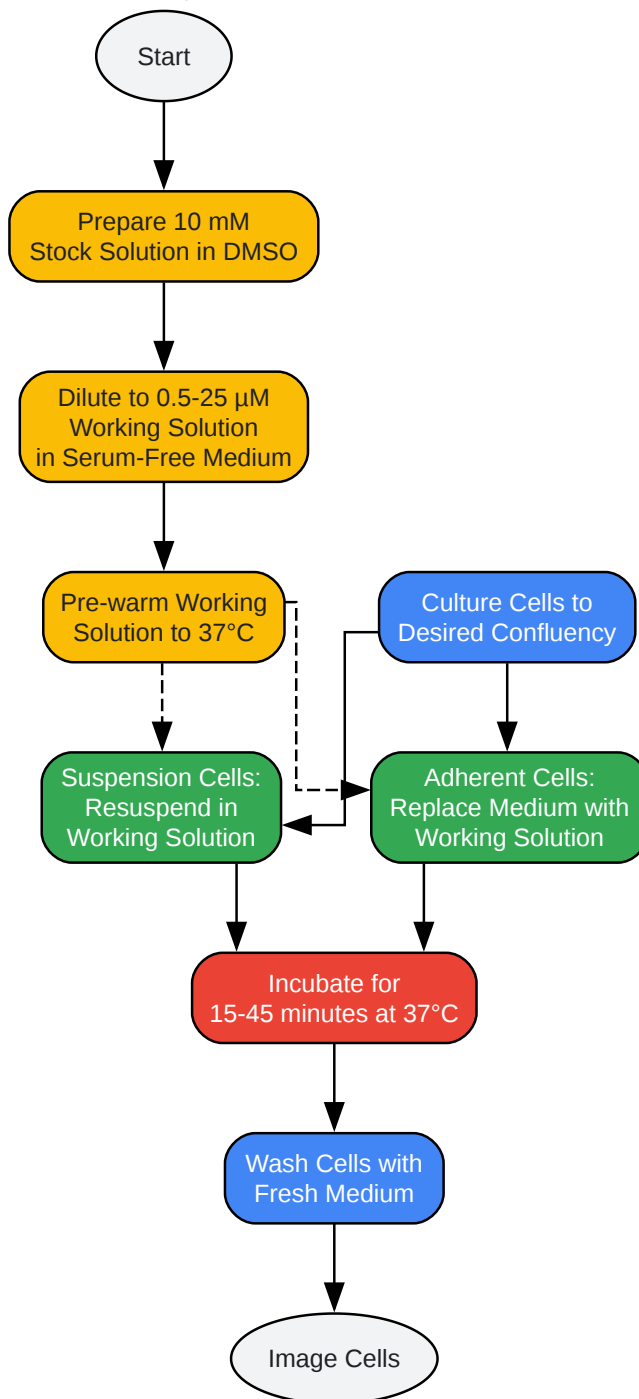 Start
Prepare 10 mM
Stock Solution in DMSO
Dilute to 0.5-25 µM
Working Solution
in Serum-Free Medium
Pre-warm Working
Solution to 37°C
Culture Cells to
Desired Confluency
Suspension Cells:
Resuspend in
Working Solution
Adherent Cells:
Replace Medium with
Working Solution
Incubate for
15-45 minutes at 37°C
Wash Cells with
Fresh Medium
Image Cells